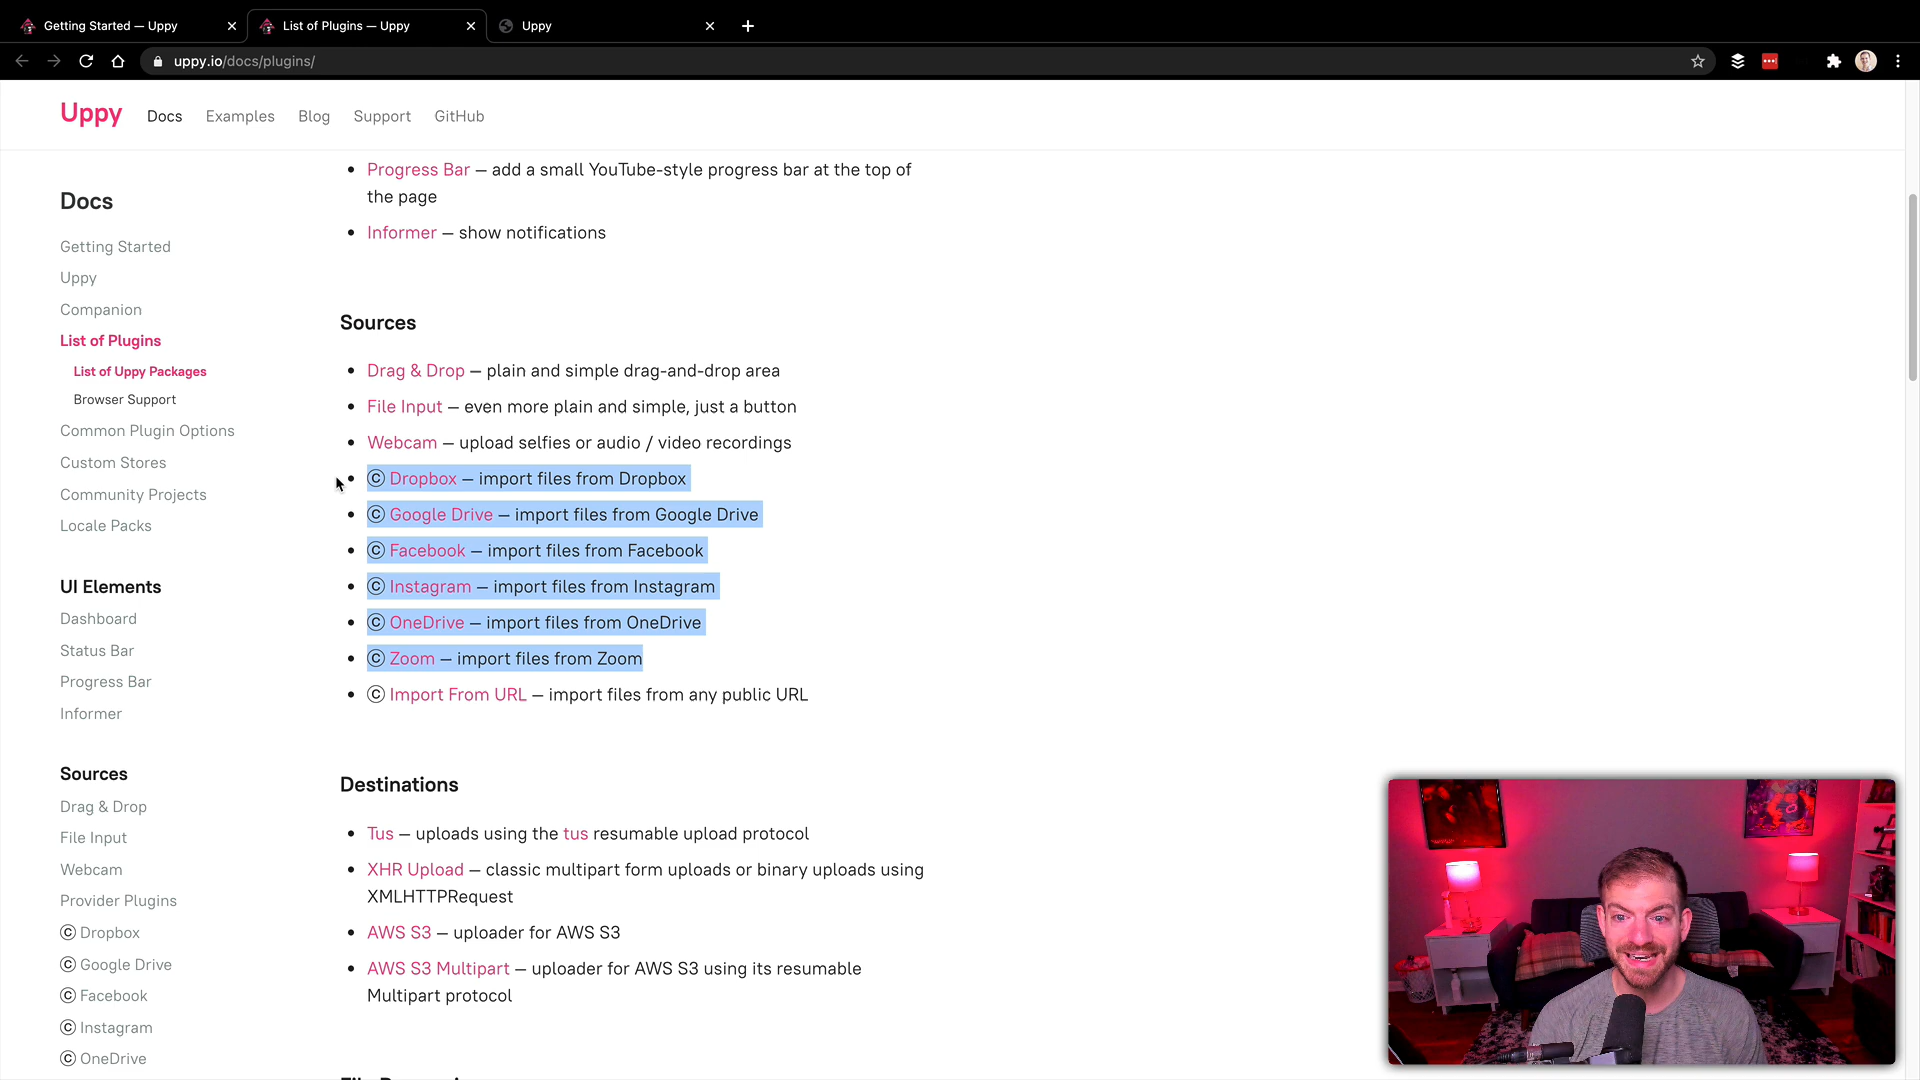 Getting Started — Uppy
List of Plugins — Uppy
Uppy
uppy.io/docs/plugins/
Uppy
Docs
Examples
Blog
Support
GitHub
Docs
Getting Started
Uppy
Companion
List of Plugins
List of Uppy Packages
Browser Support
Common Plugin Options
Custom Stores
Community Projects
Locale Packs
UI Elements
Dashboard
Status Bar
Progress Bar
Informer
Sources
Drag & Drop
File Input
Webcam
Provider Plugins
ⓒ Dropbox
ⓒ Google Drive
ⓒ Facebook
ⓒ Instagram
ⓒ OneDrive
• Progress Bar — add a small YouTube-style progress bar at the top of
the page
• Informer — show notifications
Sources
• Drag & Drop — plain and simple drag-and-drop area
• File Input — even more plain and simple, just a button
• Webcam — upload selfies or audio / video recordings
• ⓒ Dropbox — import files from Dropbox
• ⓒ Google Drive — import files from Google Drive
• ⓒ Facebook — import files from Facebook
• ⓒ Instagram — import files from Instagram
• ⓒ OneDrive — import files from OneDrive
• ⓒ Zoom — import files from Zoom
• ⓒ Import From URL — import files from any public URL
Destinations
• Tus — uploads using the tus resumable upload protocol
• XHR Upload — classic multipart form uploads or binary uploads using
XMLHTTPRequest
• AWS S3 — uploader for AWS S3
• AWS S3 Multipart — uploader for AWS S3 using its resumable
Multipart protocol